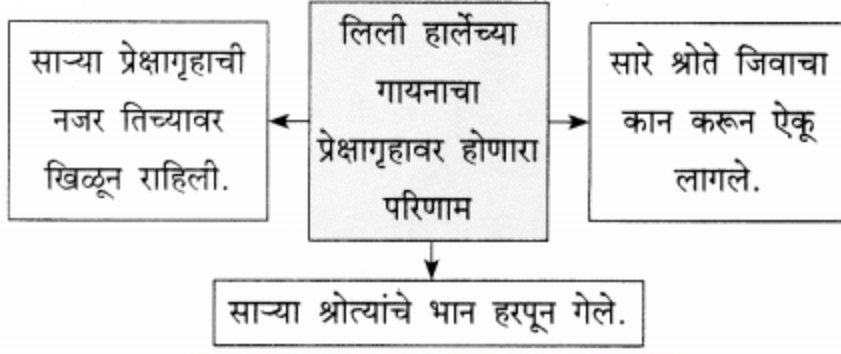 साऱ्या प्रेक्षागृहाची
नजर तिच्यावर
खिळून राहिली.
लिली हार्लेच्या
गायनाचा
प्रेक्षागृहावर होणारा
परिणाम
सारे श्रोते जिवाचा
कान करून ऐकू
लागले.
साऱ्या श्रोत्यांचे भान हरपून गेले.